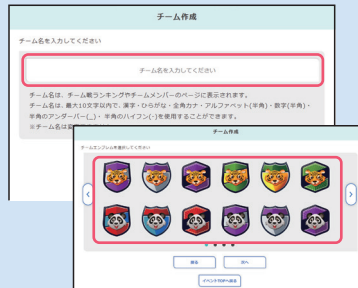 チーム作成
チーム名を入力してください
チーム名を入力してください
チーム名は、チーム戦ランキングやチームメンバーのページに表示されます。
チーム名は、最大10文字以内で、漢字・ひらがな・全角カナ・アルファベット(半角)・数字(半角)・
半角のアンダーバー(_)・半角のハイフン(-)を使用することができます。
※チーム名は変
チーム作成
チームエンブレムを選択してください
戻る
次へ
イベントTOPへ戻る